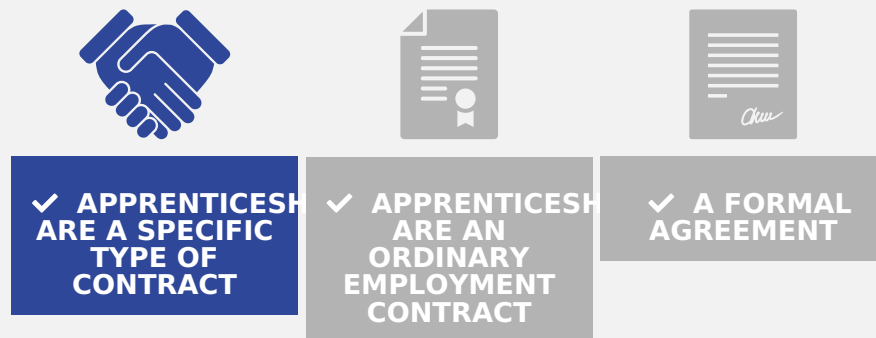 APPRENTICESH
ARE A SPECIFIC
TYPE OF
CONTRACT
APPRENTICESH
ARE AN
ORDINARY
EMPLOYMENT
CONTRACT
A FORMAL
AGREEMENT